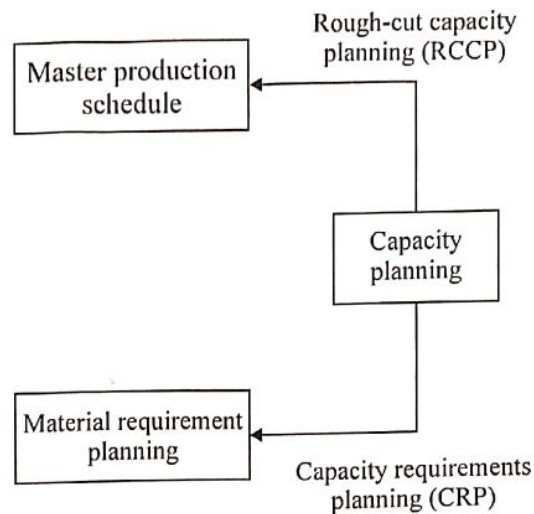 Rough-cut capacity
planning (RCCP)
Master production
schedule
Capacity
planning
Material requirement
planning
Capacity requirements
planning (CRP)